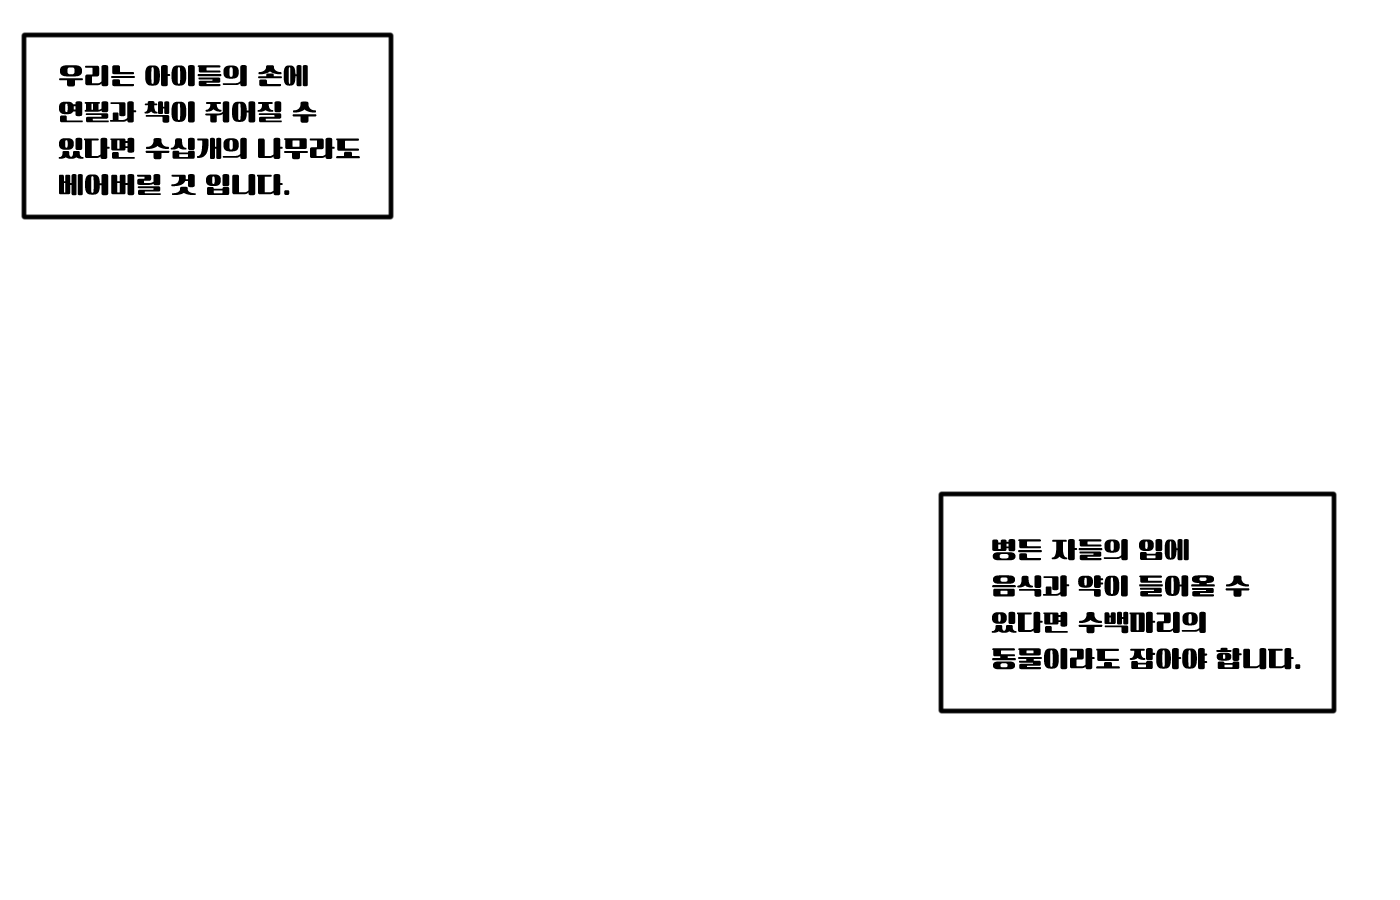 우리는 아이들의 손에
연필과 책이 쥐어질 수
있다면 수십개의 나무라도
베어버릴 것 입니다.
병든 자들의 입에
음식과 약이 들어올 수
있다면 수백마리의
동물이라도 잡아야 합니다.